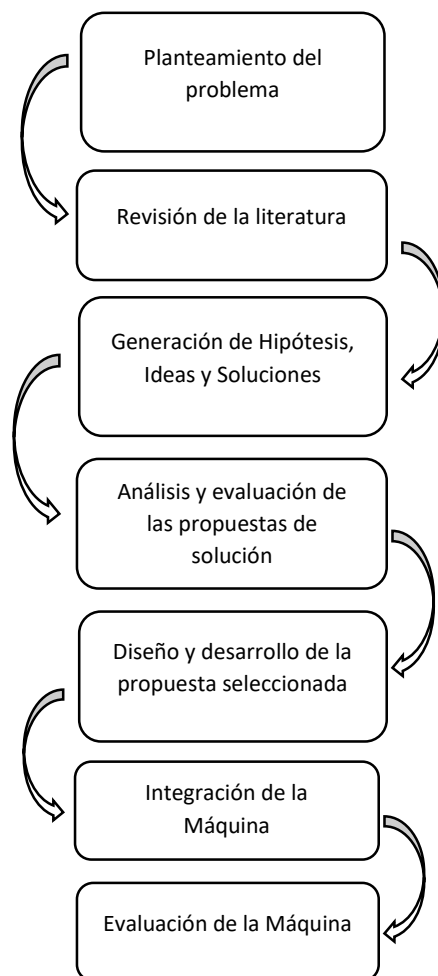 Planteamiento del
problema
Revisión de la literatura
Generación de Hipótesis,
Ideas y Soluciones
Análisis y evaluación de
las propuestas de
solución
Diseño y desarrollo de la
propuesta seleccionada
Integración de la
Máquina
Evaluación de la Máquina